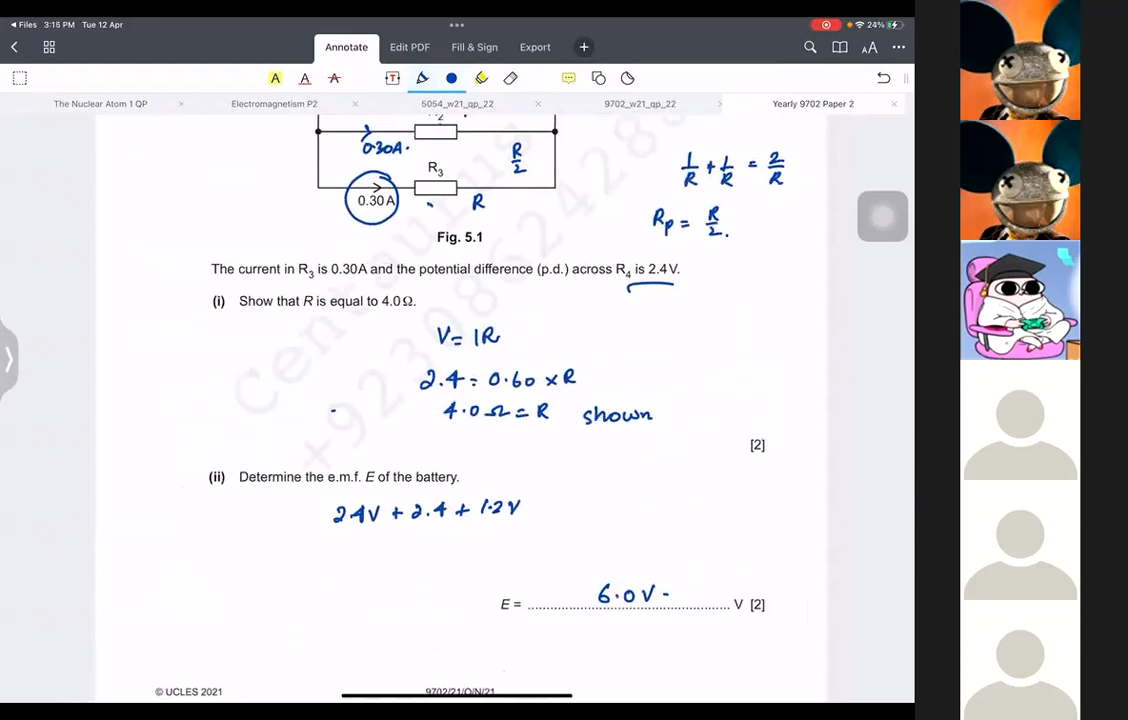 Files 3:15 PM Tue 12 Apr 24%
Annotate Edit PDF Fill & Sign Export
The Nuclear Atom 1 QP × Electromagnetism P2 × 5054_w21_qp_22 × 9702_w21_qp_22 Yearly 9702 Paper 2 ×
2
0.30A.
R/2
1/R + 1/R = 2/R
R3
0.30 A
R
Rp = R/2.
Fig. 5.1
The current in R3 is 0.30A and the potential difference (p.d.) across R4 is 2.4V.
(i) Show that R is equal to 4.0 Ω.
V = IR
2.4 = 0.60 × R
4.0 Ω = R shown
[2]
(ii) Determine the e.m.f. E of the battery.
2.4V + 2.4 + 1.2V
6.0V
E = .......................................................... V [2]
© UCLES 2021
9702/21/O/N/21
Centaurus